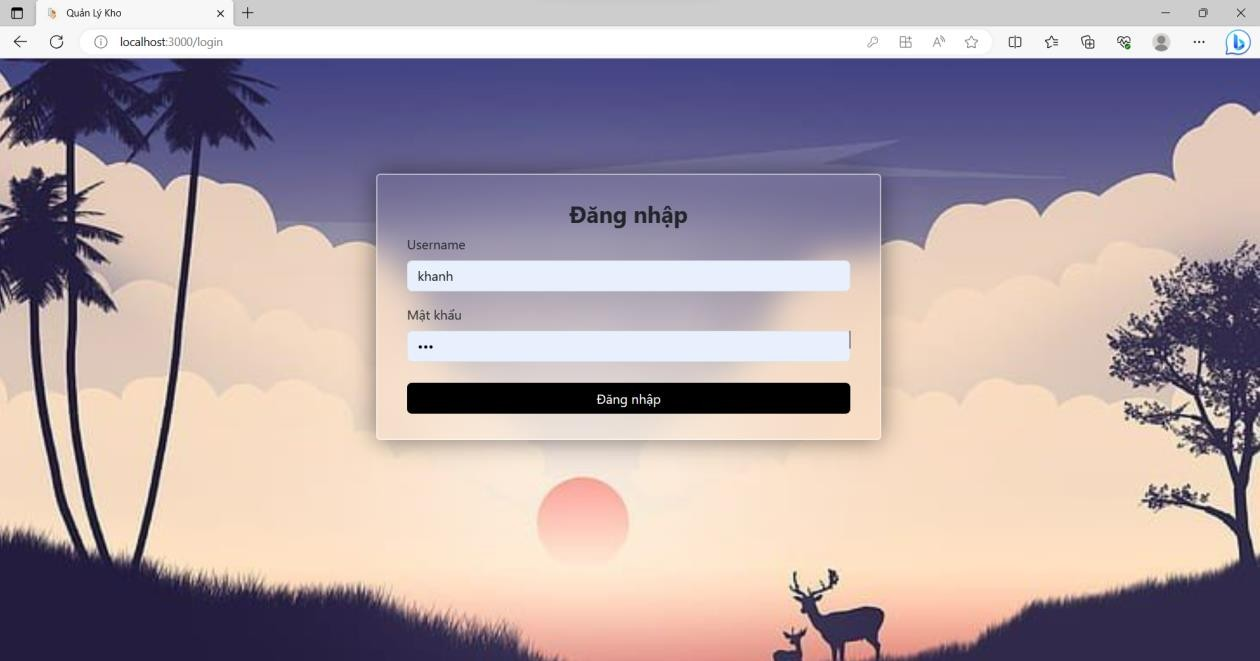 Quản Lý Kho
localhost:3000/login
Đăng nhập
Username
khanh
Mật khẩu
•••
Đăng nhập